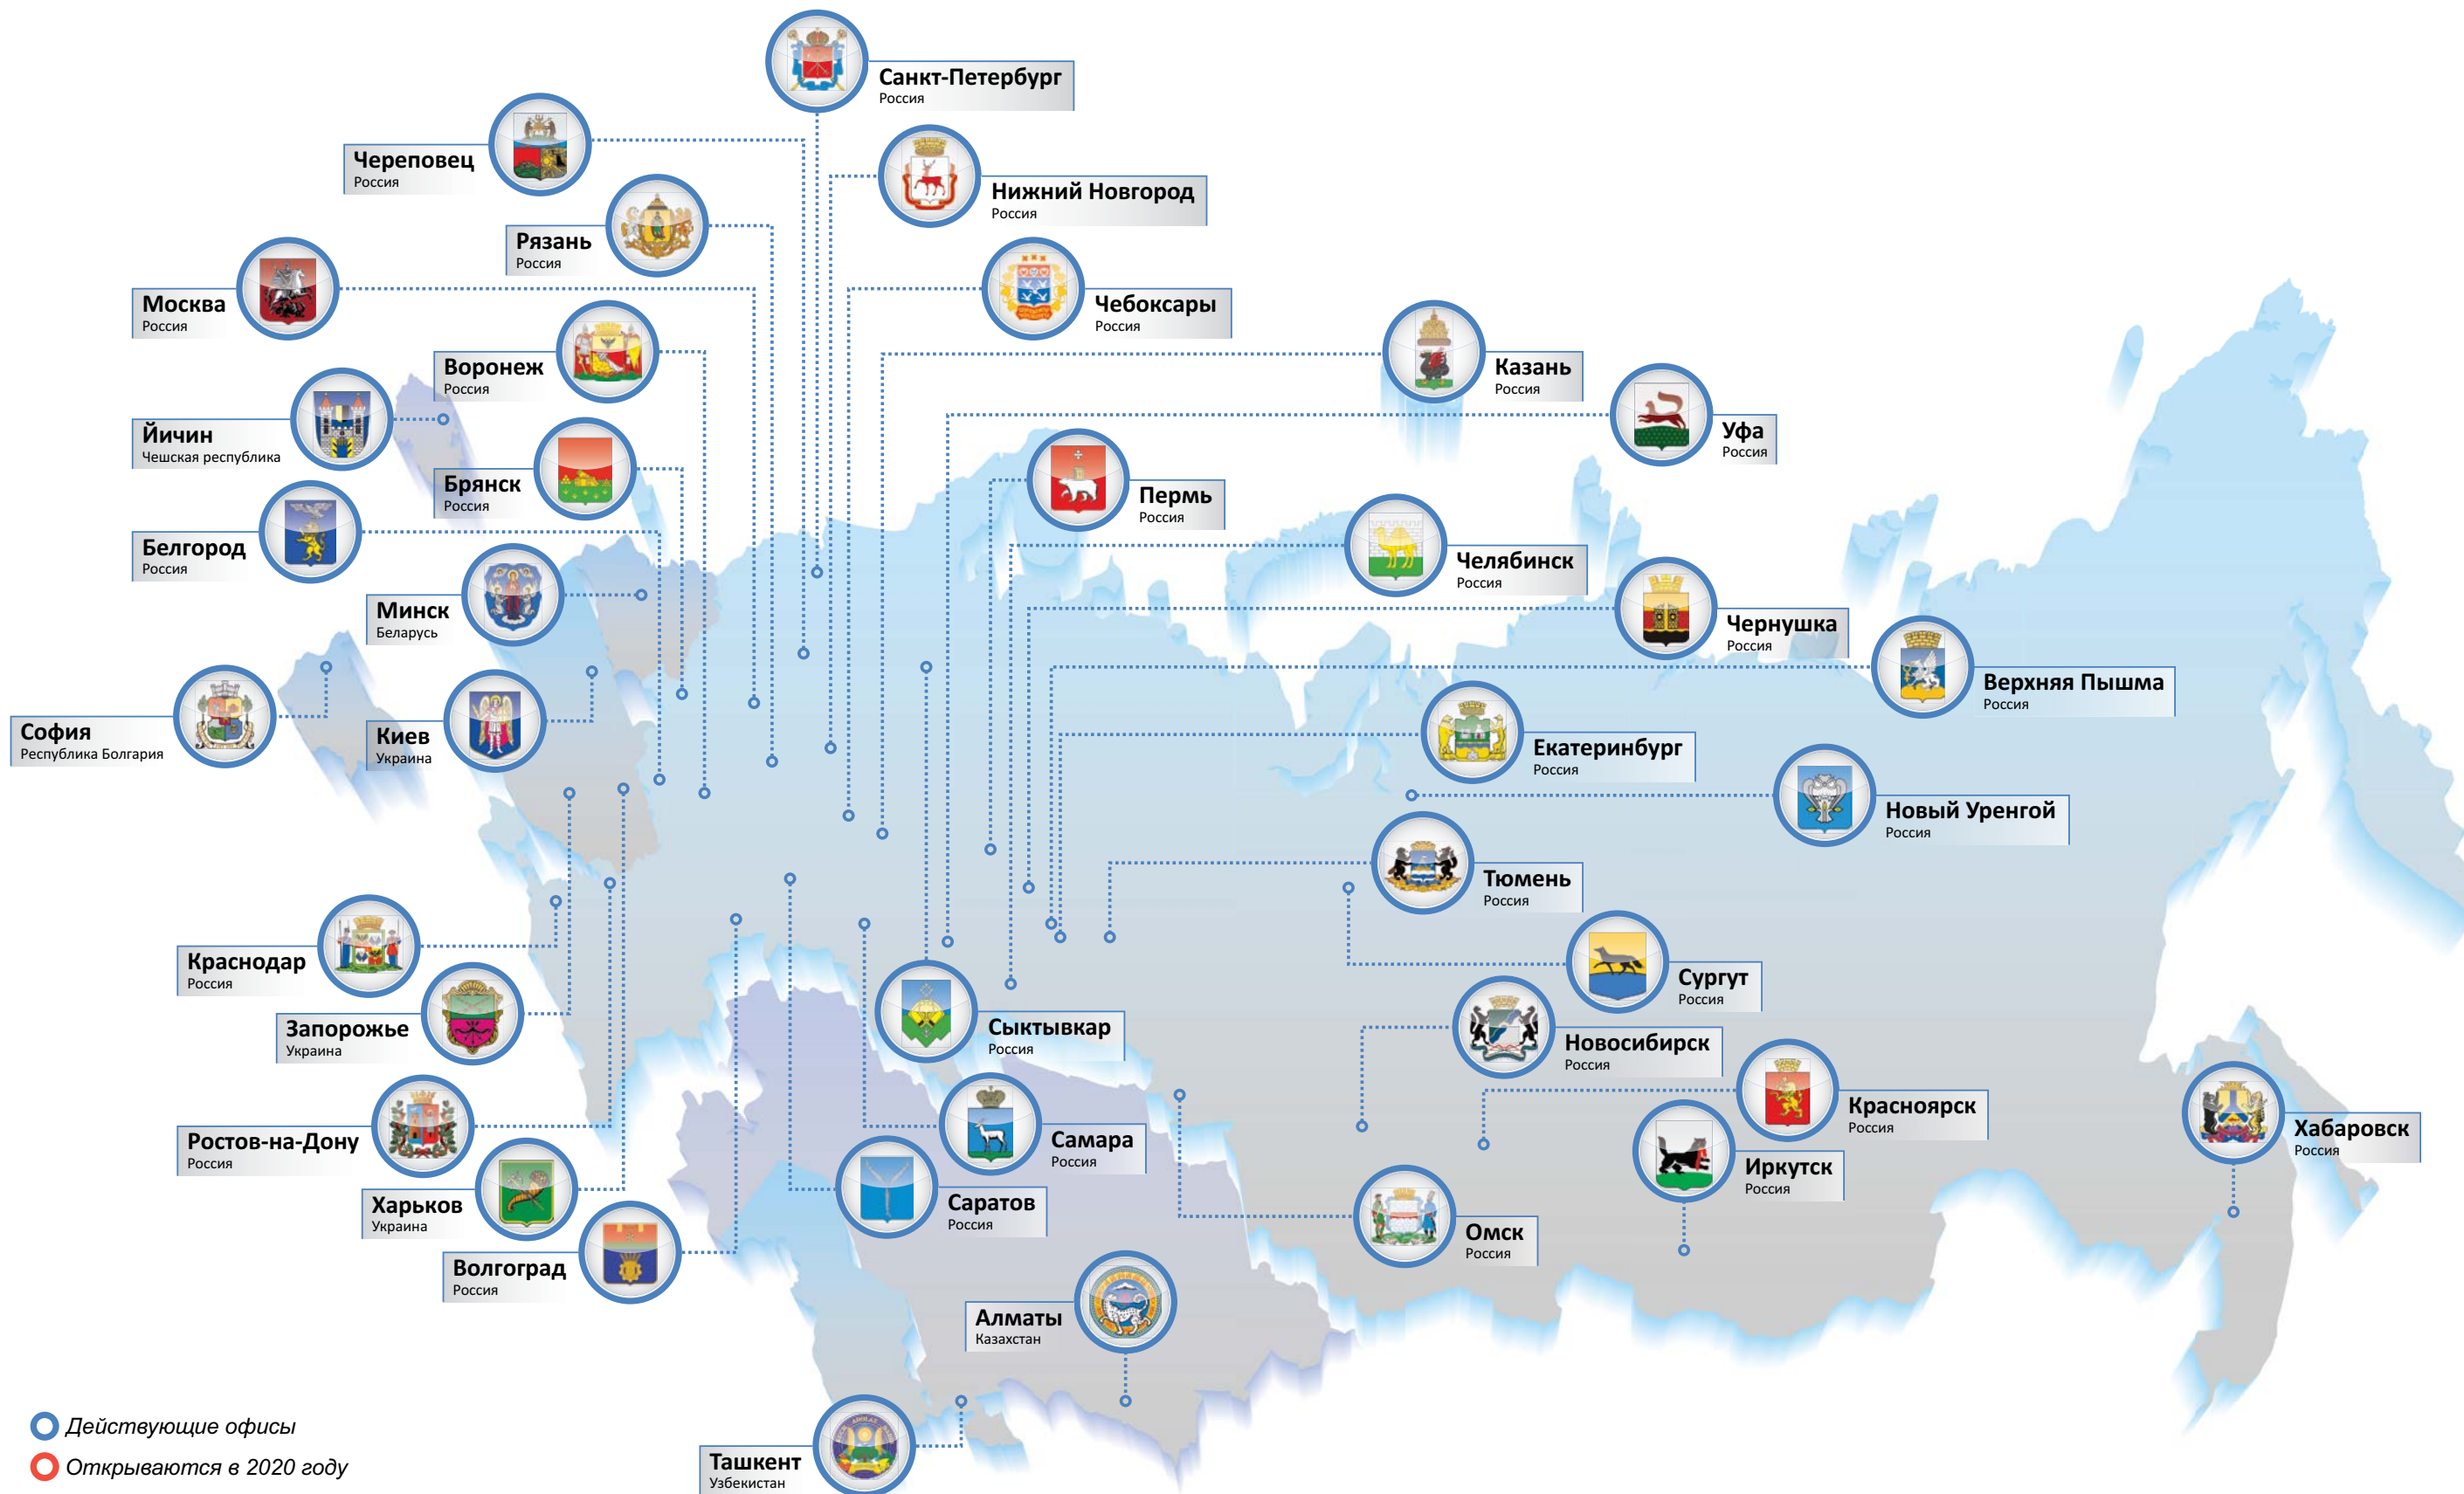 Санкт-Петербург
Россия
Череповец
Россия
Нижний Новгород
Россия
Рязань
Россия
Москва
Россия
Чебоксары
Россия
Воронеж
Россия
Казань
Россия
Йичин
Чешская республика
Уфа
Россия
Брянск
Россия
Пермь
Россия
Белгород
Россия
Челябинск
Россия
Минск
Беларусь
Чернушка
Россия
Верхняя Пышма
Россия
София
Республика Болгария
Киев
Украина
Екатеринбург
Россия
Новый Уренгой
Россия
Тюмень
Россия
Краснодар
Россия
Сургут
Россия
Запорожье
Украина
Сыктывкар
Россия
Новосибирск
Россия
Красноярск
Россия
Хабаровск
Россия
Ростов-на-Дону
Россия
Самара
Россия
Иркутск
Россия
Харьков
Украина
Саратов
Россия
Омск
Россия
Волгоград
Россия
Алматы
Казахстан
Действующие офисы
Открываются в 2020 году
Ташкент
Узбекистан